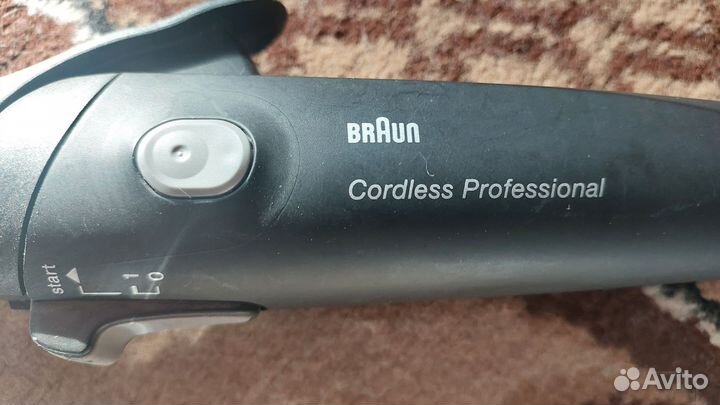 BRAUN
Cordless Professional
start
1
0
Avito